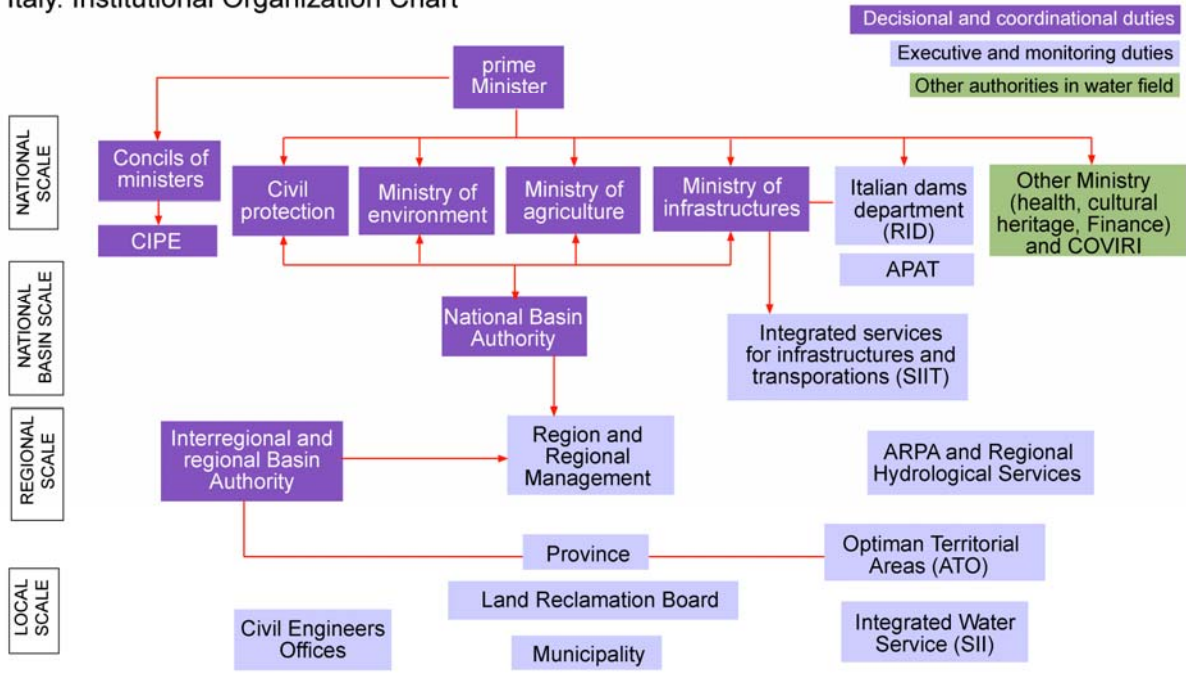 Italy. Institutional Organization Chart
Decisional and coordinational duties
Executive and monitoring duties
Other authorities in water field
prime
Minister
NATIONAL
SCALE
Concils of
ministers
CIPE
Civil
protection
Ministry of
environment
Ministry of
agriculture
Ministry of
infrastructures
Italian dams
department
(RID)
APAT
Other Ministry
(health, cultural
heritage, Finance)
and COVIRI
NATIONAL
BASIN SCALE
National Basin
Authority
Integrated services
for infrastructures and
transporations (SIIT)
REGIONAL
SCALE
Interregional and
regional Basin
Authority
Region and
Regional
Management
ARPA and Regional
Hydrological Services
LOCAL
SCALE
Province
Optiman Territorial
Areas (ATO)
Land Reclamation Board
Civil Engineers
Offices
Municipality
Integrated Water
Service (SII)